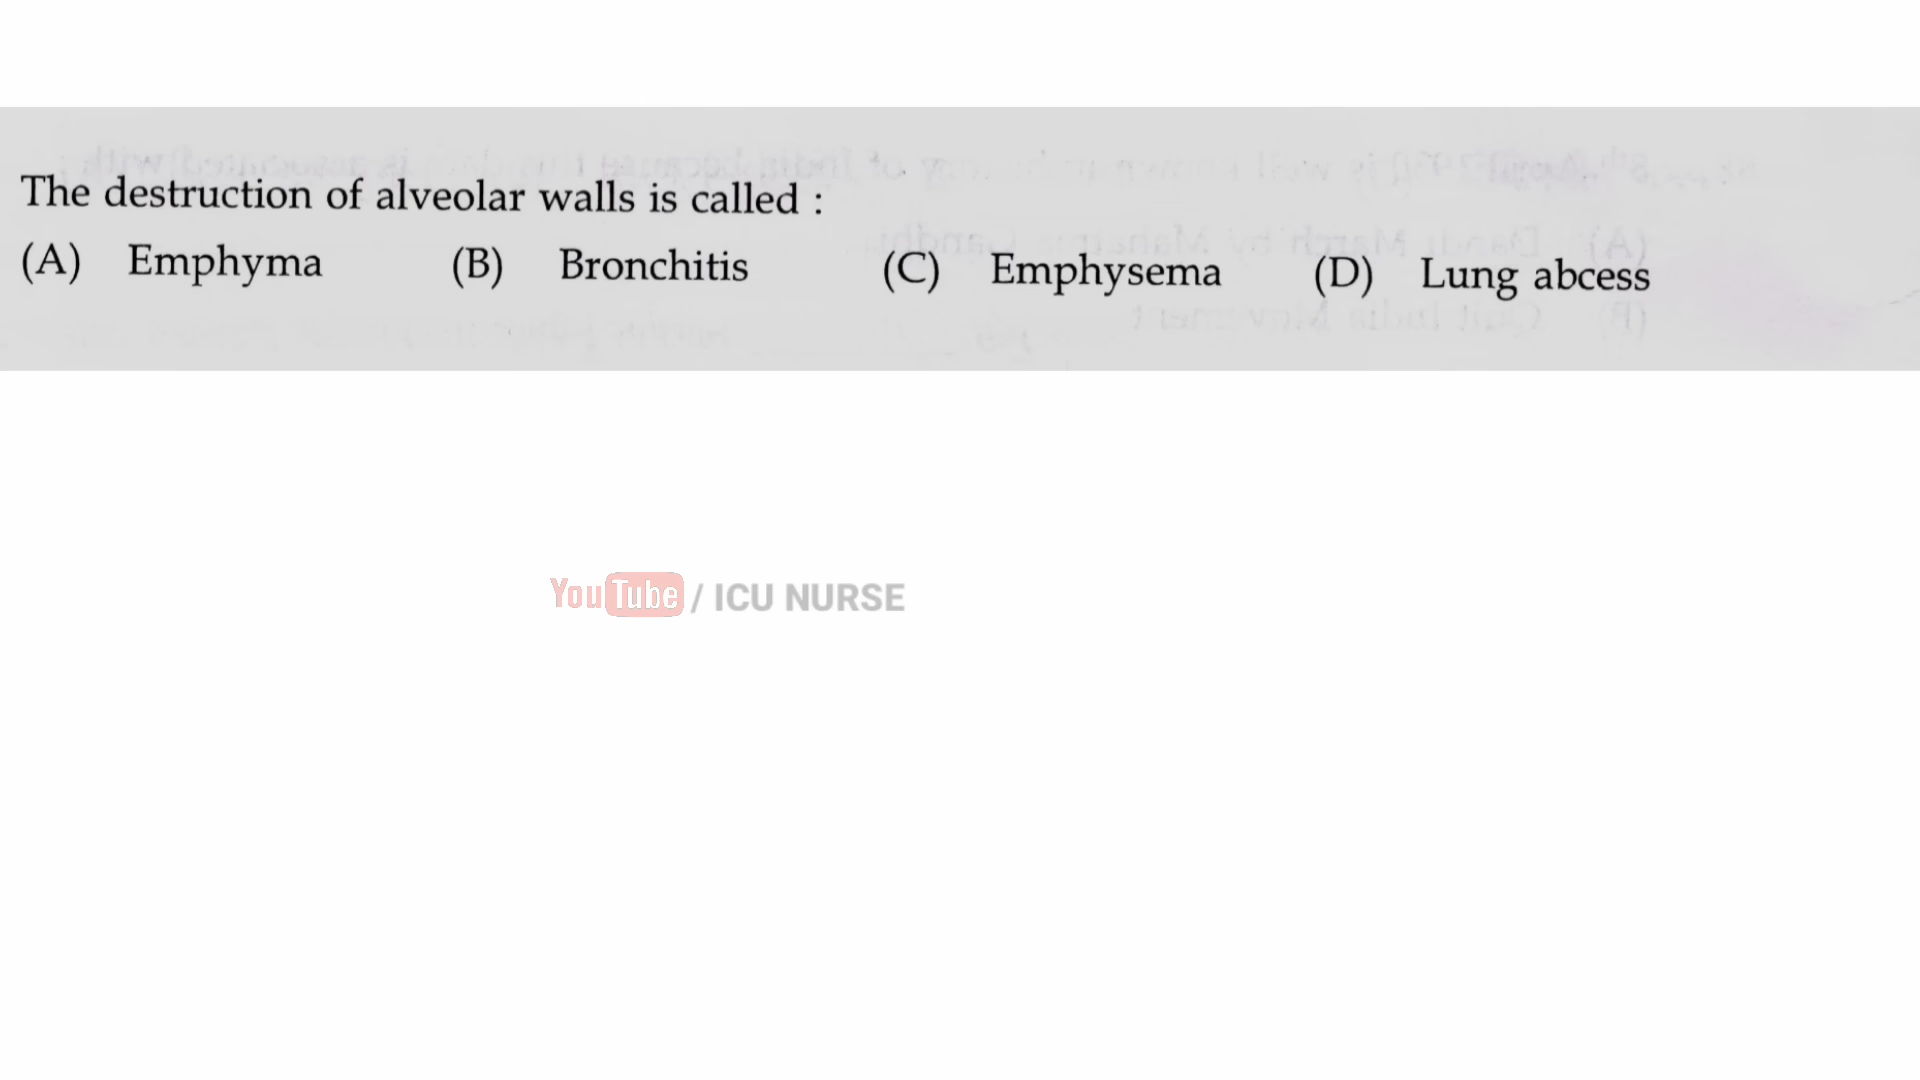 The destruction of alveolar walls is called :
(A) Emphyma (B) Bronchitis (C) Emphysema (D) Lung abcess
YouTube / ICU NURSE